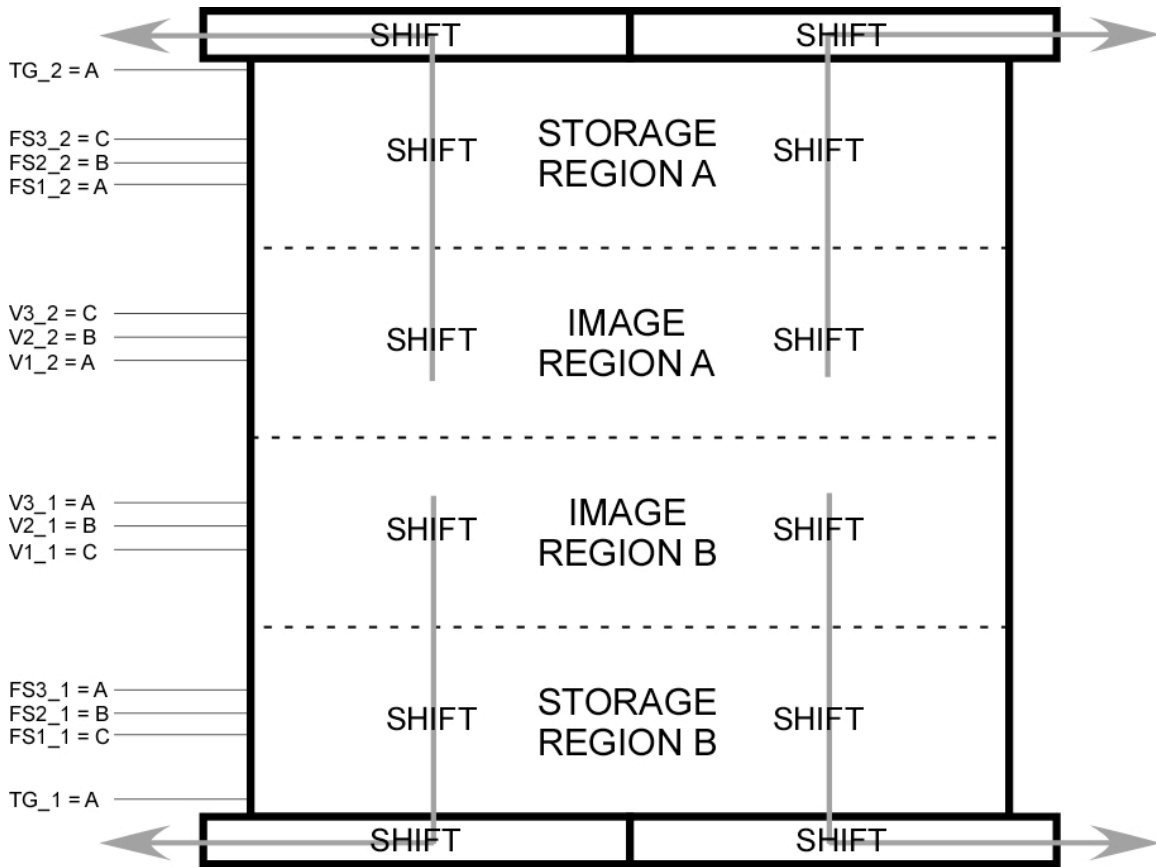 SHIFT SHIFT
TG_2 = A
FS3_2 = C
FS2_2 = B
FS1_2 = A
SHIFT
STORAGE
REGION A
SHIFT
V3_2 = C
V2_2 = B
V1_2 = A
SHIFT
IMAGE
REGION A
SHIFT
V3_1 = A
V2_1 = B
V1_1 = C
SHIFT
IMAGE
REGION B
SHIFT
FS3_1 = A
FS2_1 = B
FS1_1 = C
SHIFT
STORAGE
REGION B
SHIFT
TG_1 = A
SHIFT SHIFT